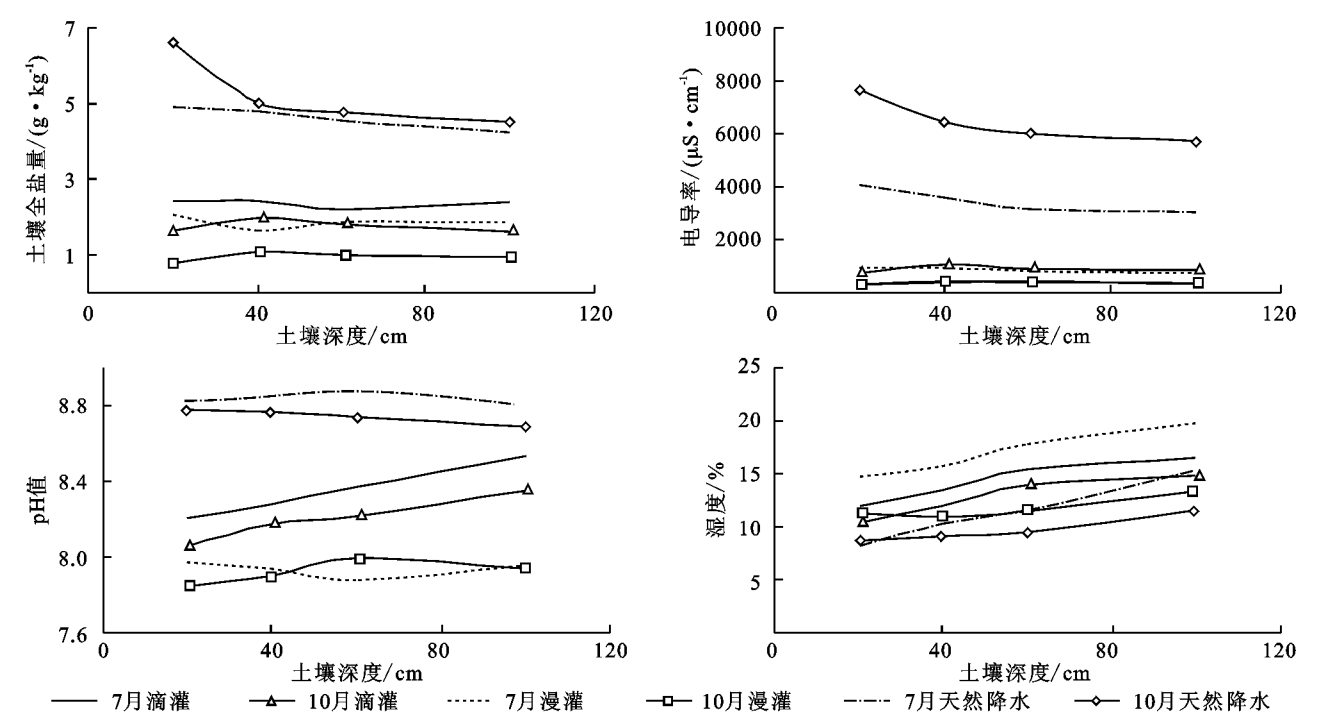 土壤全盐量/(g·kg⁻¹)
7
5
3
1
0 40 80 120
土壤深度/cm
电导率/(μS·cm⁻¹)
10000
8000
6000
4000
2000
0 40 80 120
土壤深度/cm
pH值
8.8
8.4
8.0
7.6
0 40 80 120
土壤深度/cm
湿度/%
25
20
15
10
5
0 40 80 120
土壤深度/cm
7月滴灌 10月滴灌 7月漫灌 10月漫灌 7月天然降水 10月天然降水